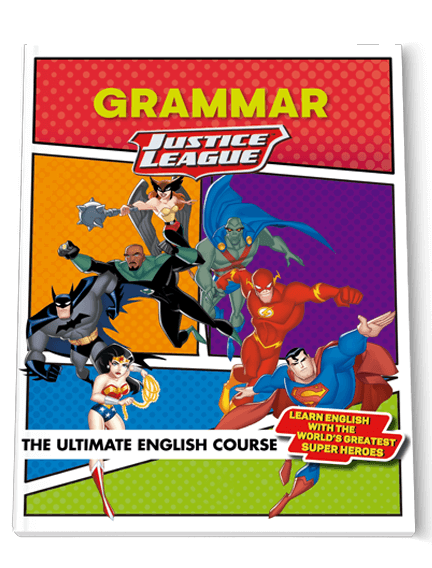 GRAMMAR
JUSTICE
LEAGUE
THE ULTIMATE ENGLISH COURSE
LEARN ENGLISH
WITH THE
WORLD'S GREATEST
SUPER HEROES